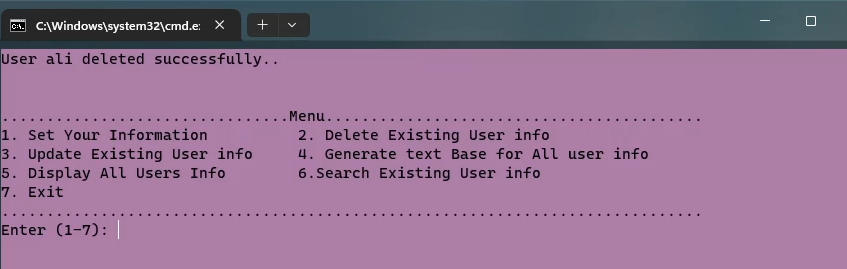 C:\Windows\system32\cmd.e:
User ali deleted successfully..
................................Menu..........................................
1. Set Your Information 2. Delete Existing User info
3. Update Existing User info 4. Generate text Base for All user info
5. Display All Users Info 6.Search Existing User info
7. Exit
..............................................................................
Enter (1-7):